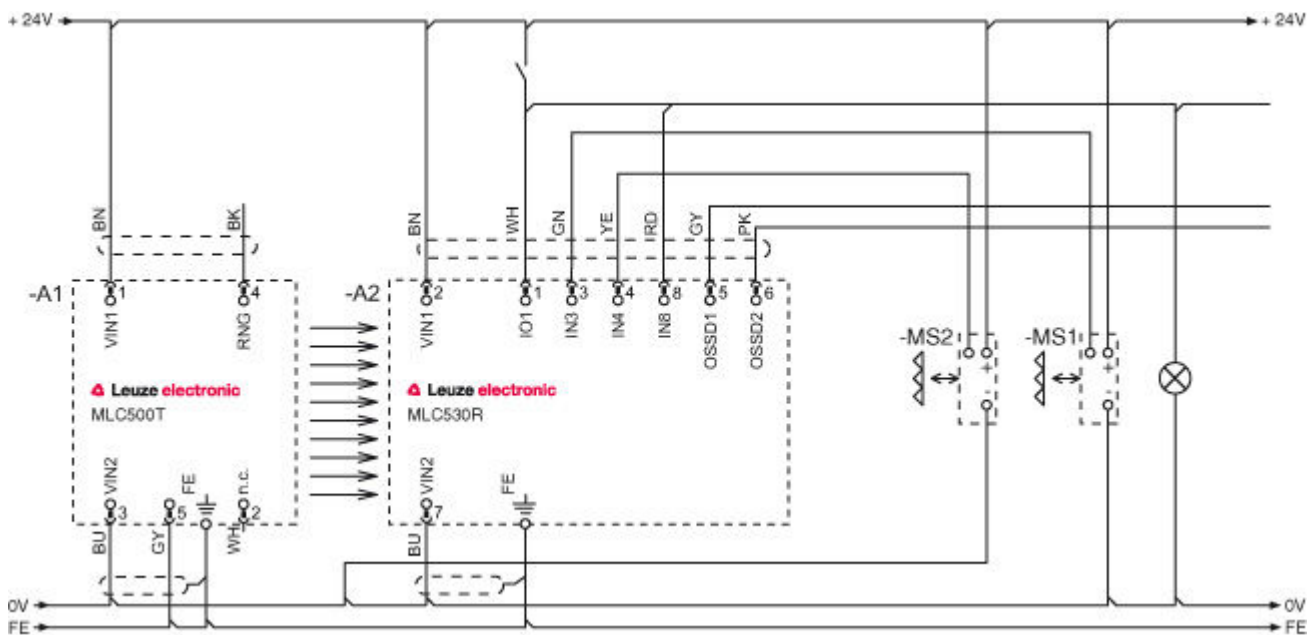 + 24V
+ 24V
BN
BK
BN
WH
GN
YE
RD
GY
PK
-A1
1
4
-A2
2
1
3
4
8
5
6
VIN1
RNG
VIN1
IO1
IN3
IN4
IN8
OSSD1
OSSD2
-MS2
-MS1
+
-
+
-
Leuze electronic
MLC500T
Leuze electronic
MLC530R
VIN2
FE
n.c.
VIN2
FE
3
5
2
7
BU
GY
WH
BU
0V
0V
FE
FE